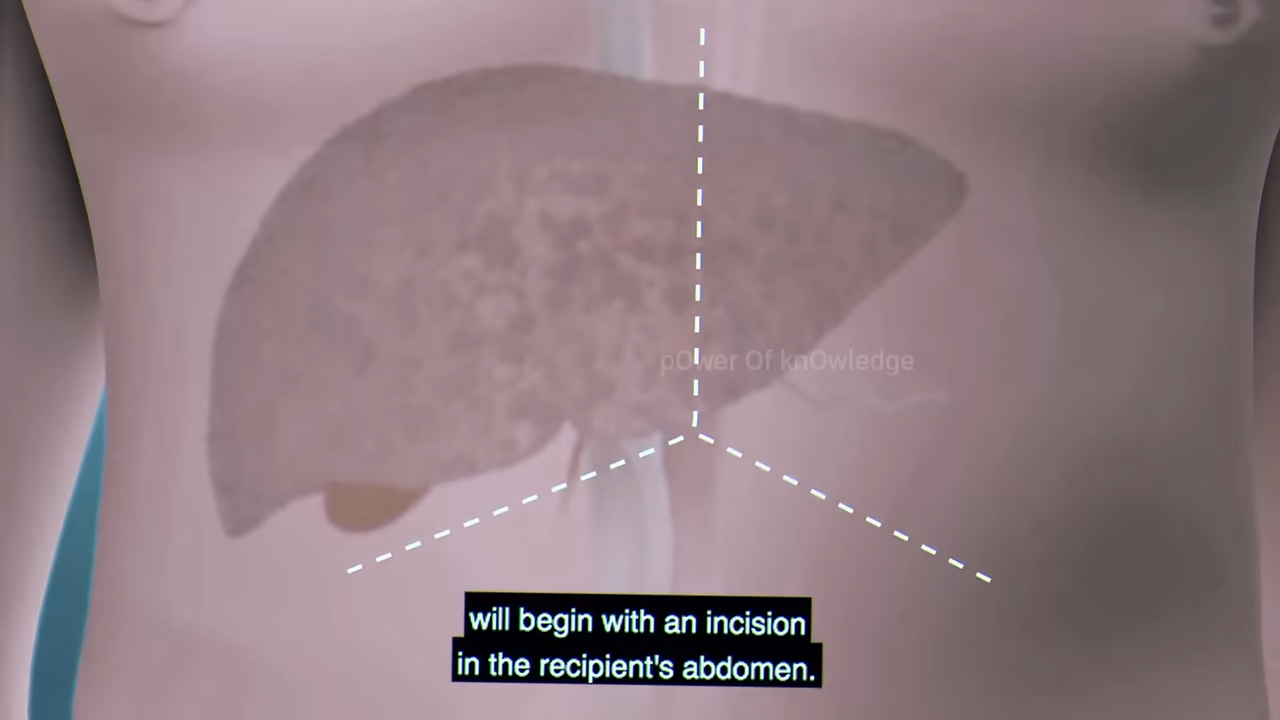 pOwer Of knOwledge
will begin with an incision
in the recipient's abdomen.